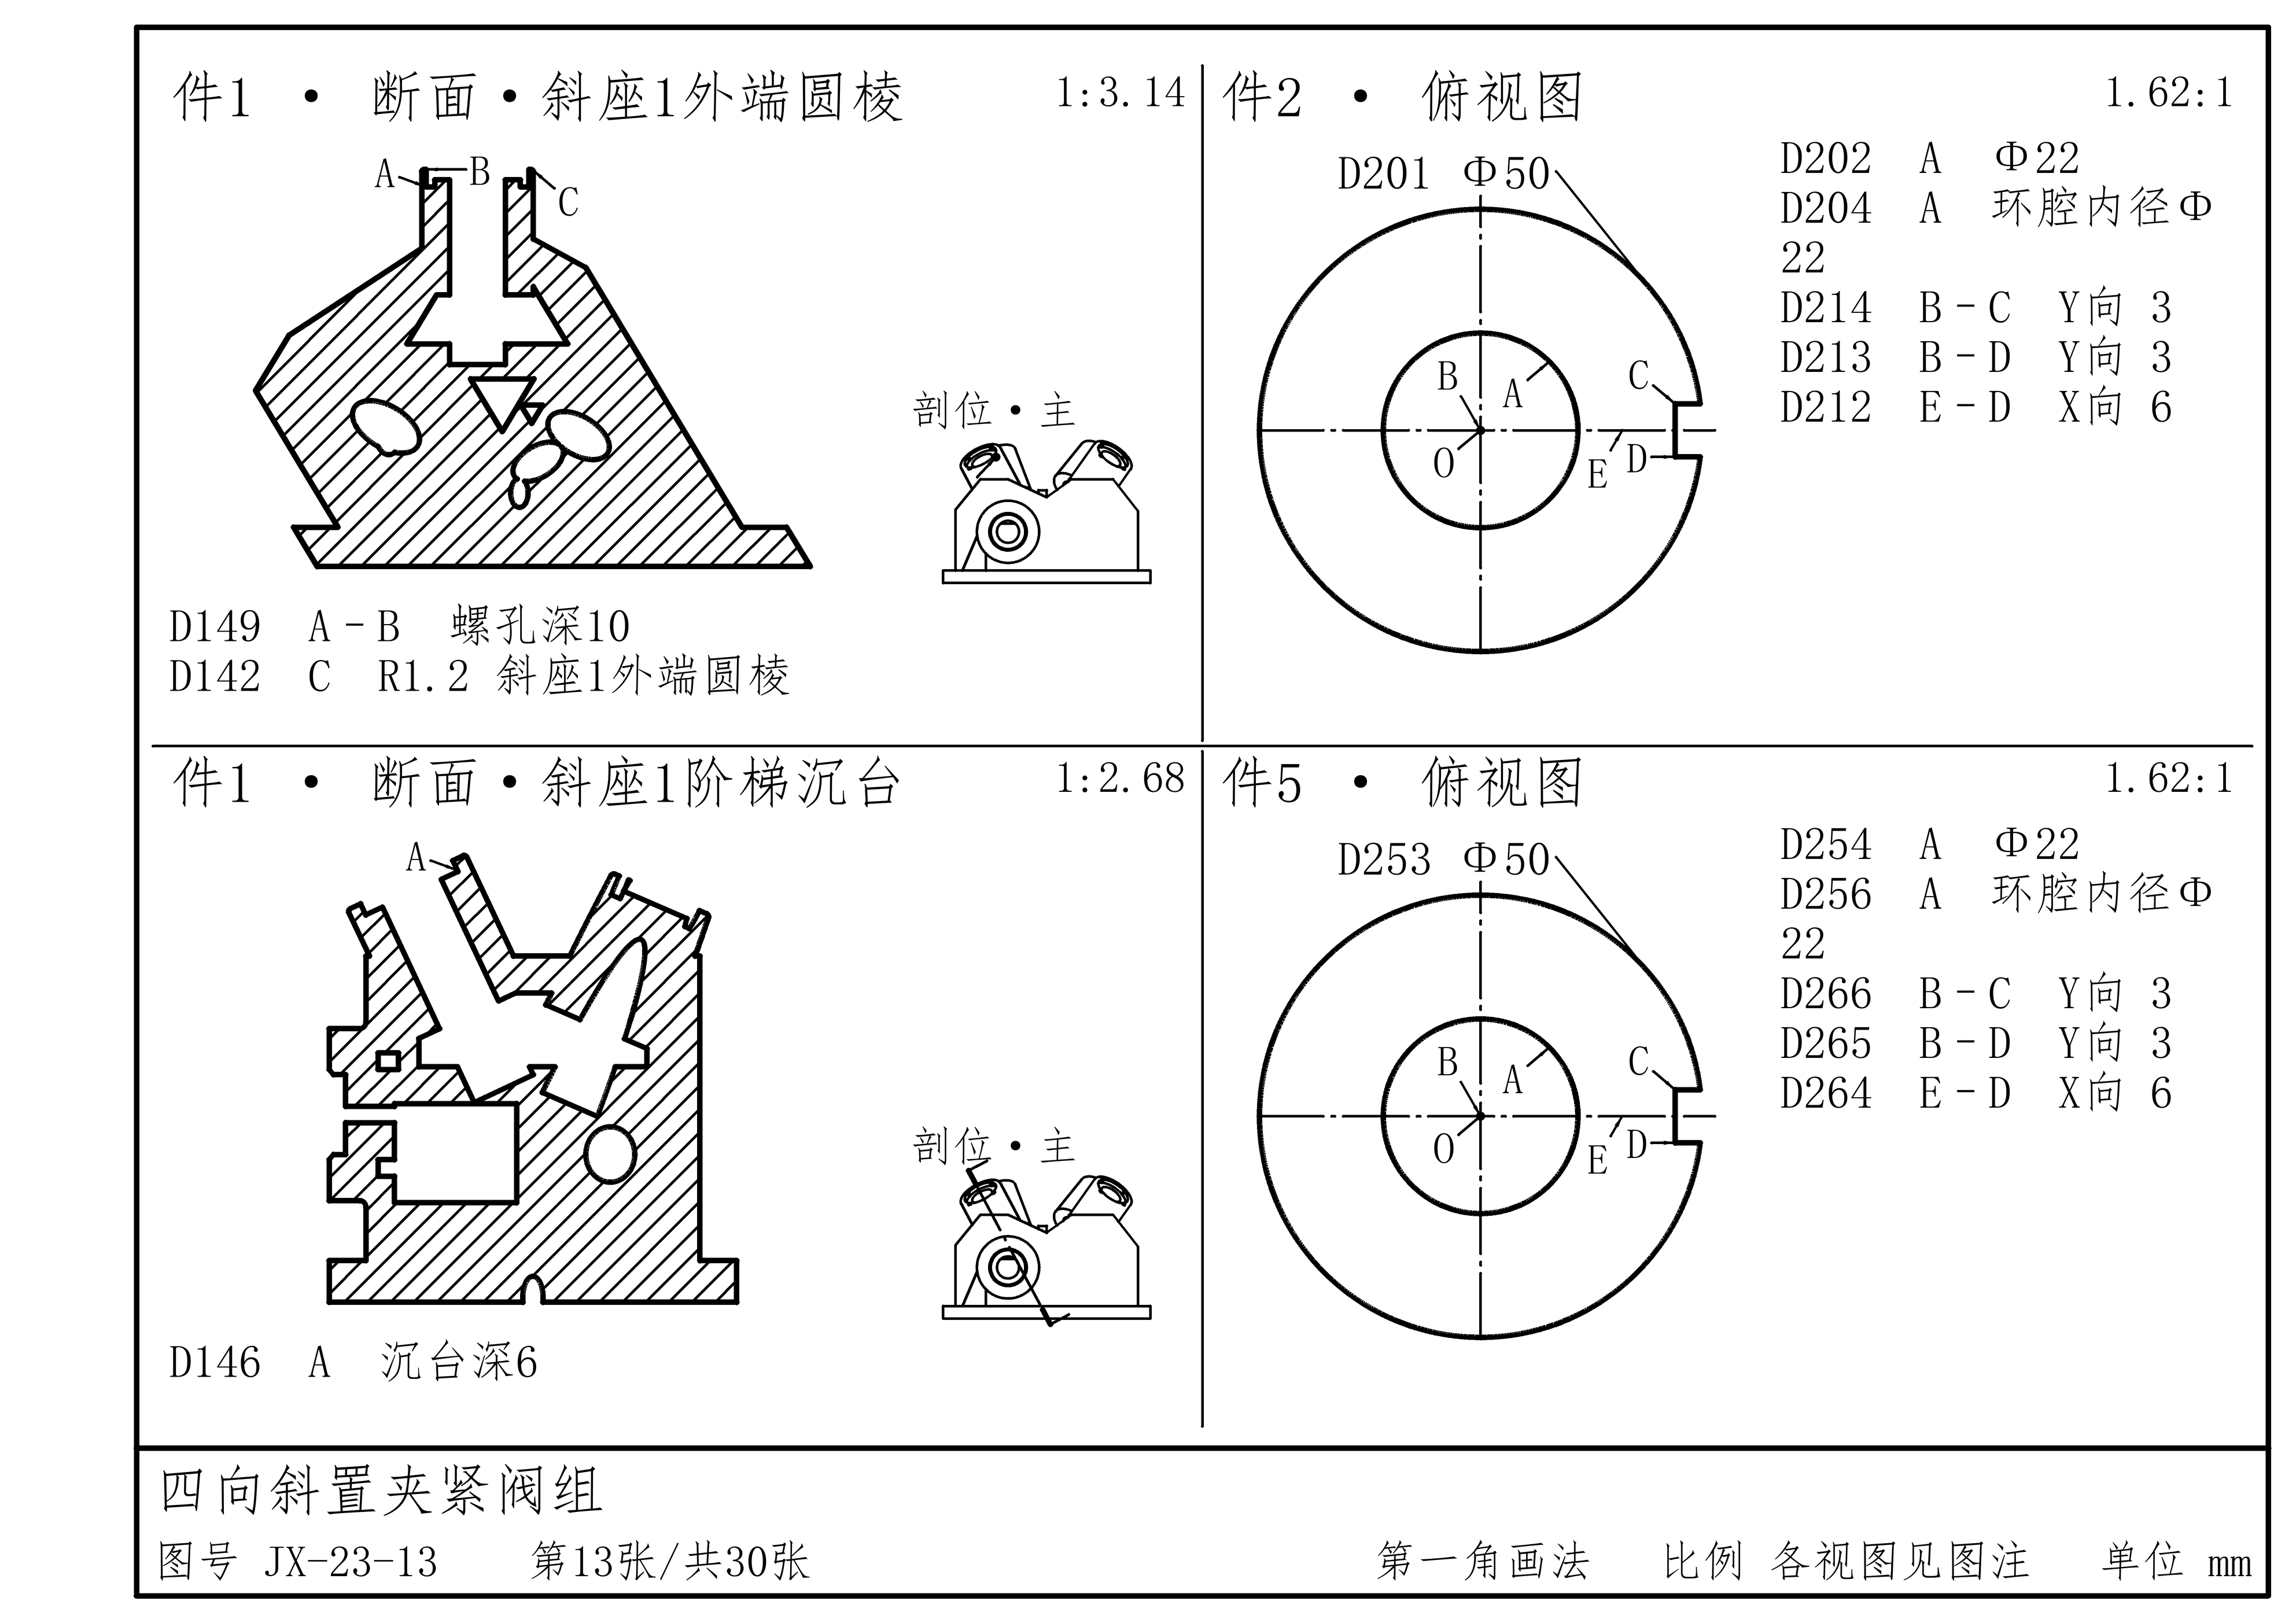 件1 · 断面·斜座1外端圆棱 1:3.14
A
B
C
剖位·主
D149 A-B 螺孔深10
D142 C R1.2 斜座1外端圆棱
件2 · 俯视图 1.62:1
D201 Φ50
B
A
C
O
E
D
D202 A Φ22
D204 A 环腔内径Φ
22
D214 B-C Y向 3
D213 B-D Y向 3
D212 E-D X向 6
件1 · 断面·斜座1阶梯沉台 1:2.68
A
剖位·主
D146 A 沉台深6
件5 · 俯视图 1.62:1
D253 Φ50
B
A
C
O
E
D
D254 A Φ22
D256 A 环腔内径Φ
22
D266 B-C Y向 3
D265 B-D Y向 3
D264 E-D X向 6
四向斜置夹紧阀组
图号 JX-23-13 第13张/共30张 第一角画法 比例 各视图见图注 单位 mm